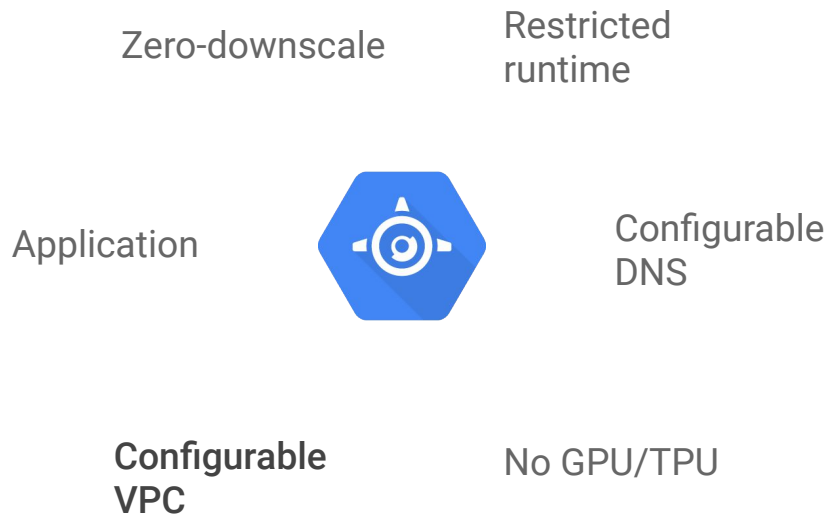 Zero-downscale
Restricted
runtime
Application
Configurable
DNS
Configurable
VPC
No GPU/TPU